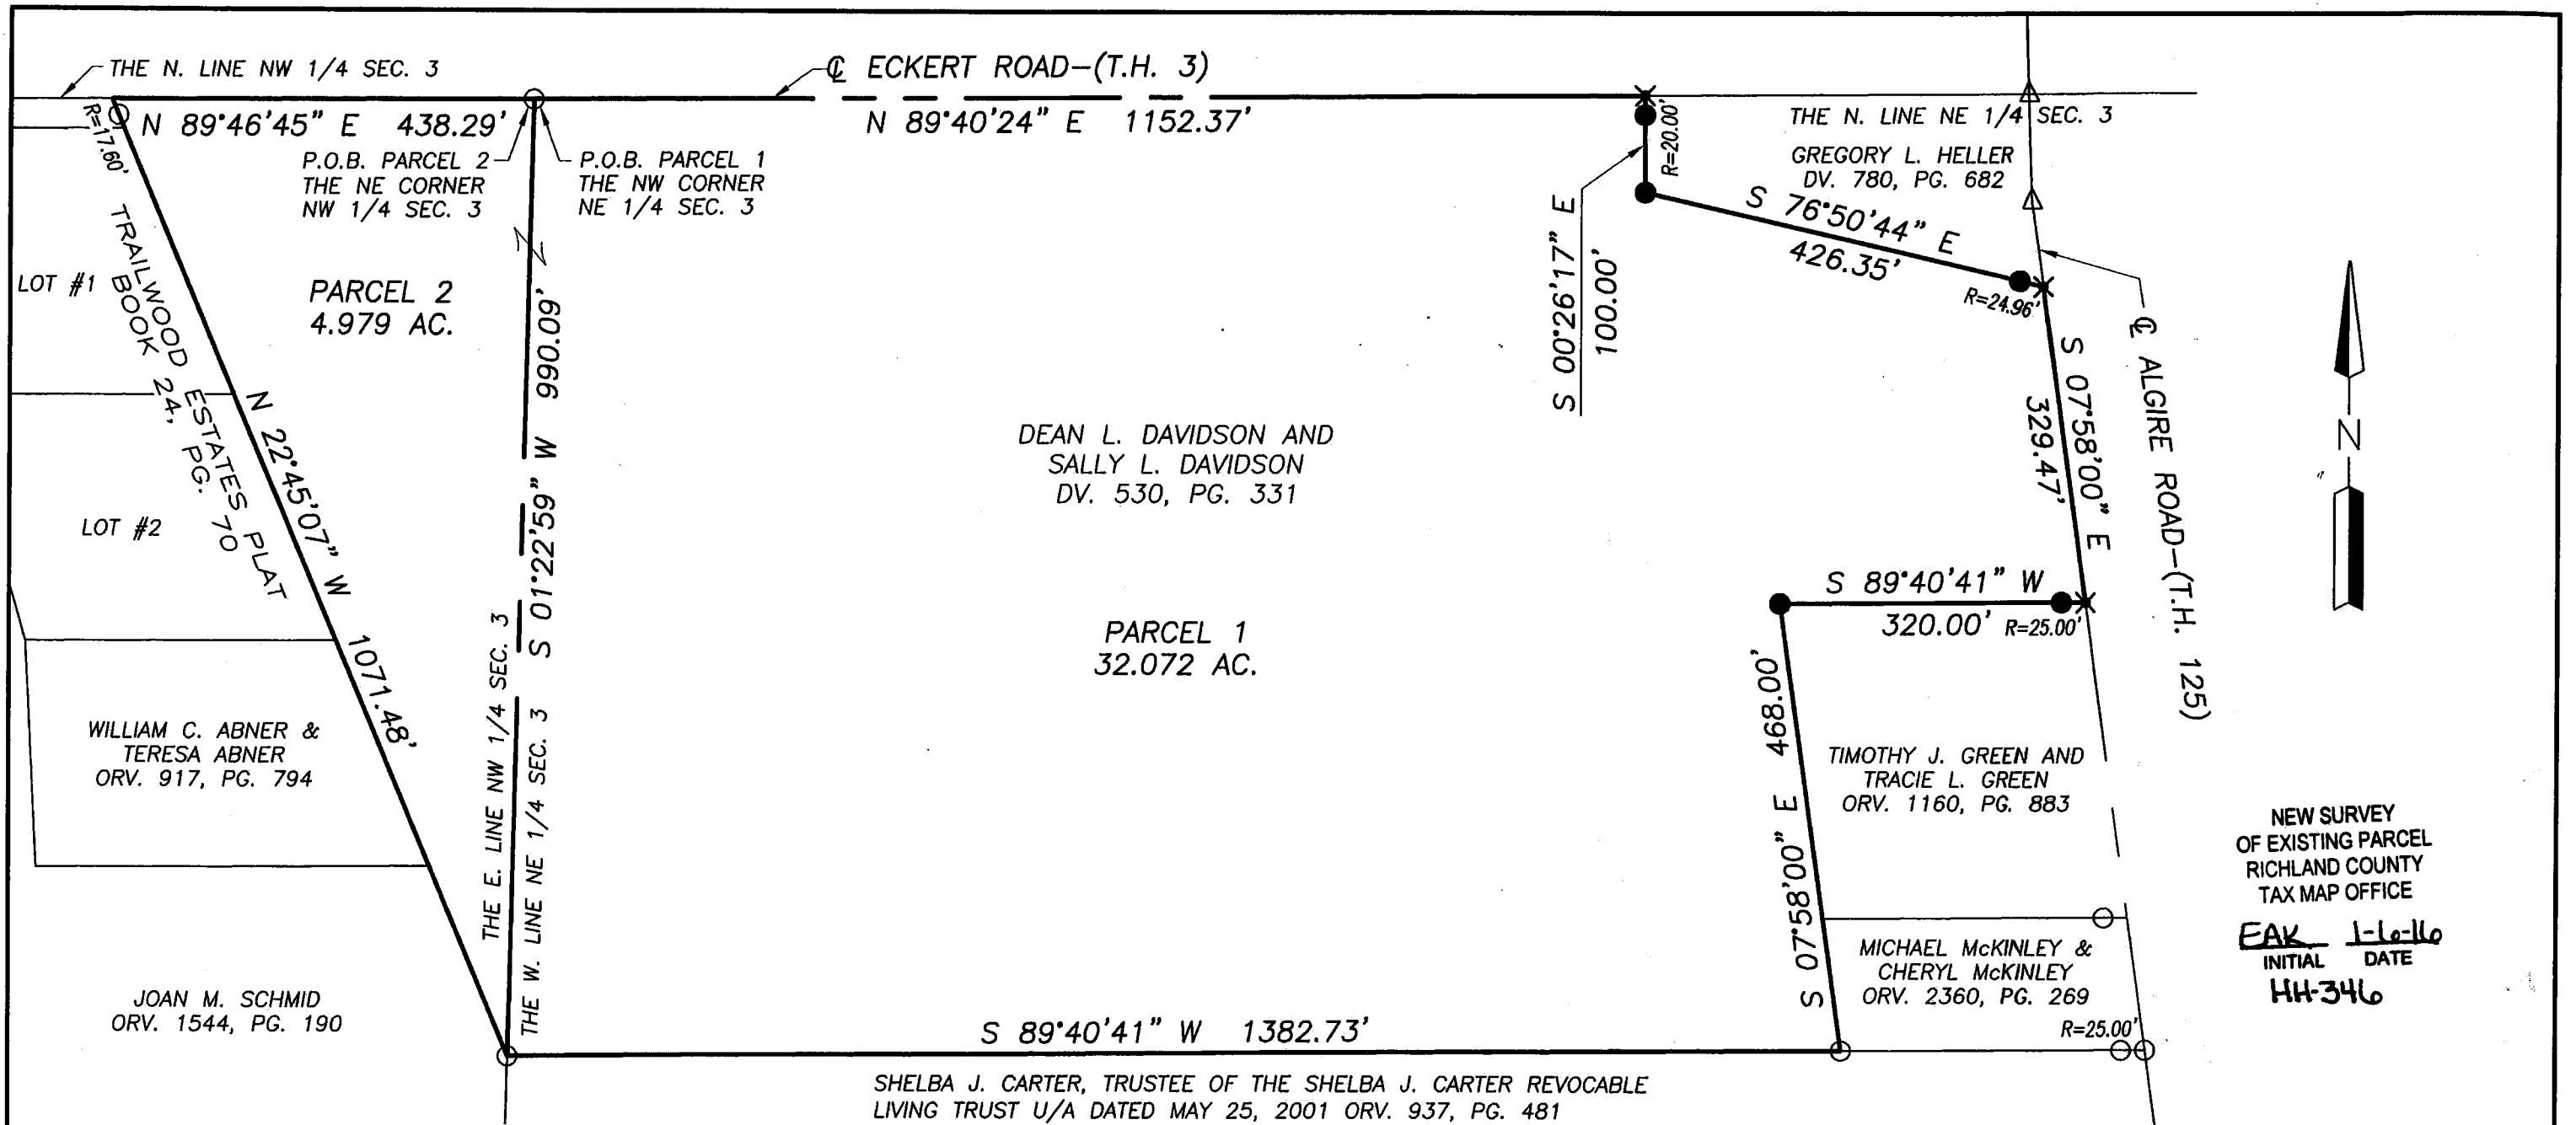 THE N. LINE NW 1/4 SEC. 3
℄ ECKERT ROAD-(T.H. 3)
N 89°46'45" E 438.29'
N 89°40'24" E 1152.37'
R=17.60'
P.O.B. PARCEL 2
THE NE CORNER
NW 1/4 SEC. 3
P.O.B. PARCEL 1
THE NW CORNER
NE 1/4 SEC. 3
R=20.00'
THE N. LINE NE 1/4 SEC. 3
GREGORY L. HELLER
DV. 780, PG. 682
S 00°26'17" E
100.00'
S 76°50'44" E
426.35'
R=24.96'
LOT #1
TRAILWOOD ESTATES PLAT
BOOK 24, PG. 70
PARCEL 2
4.979 AC.
N 22°45'07" W 1071.48'
S 01°22'59" W 990.09'
THE E. LINE NW 1/4 SEC. 3
THE W. LINE NE 1/4 SEC. 3
DEAN L. DAVIDSON AND
SALLY L. DAVIDSON
DV. 530, PG. 331
S 07°58'00" E
329.47'
℄ ALGIRE ROAD-(T.H. 125)
N
LOT #2
PARCEL 1
32.072 AC.
S 89°40'41" W
320.00' R=25.00'
S 07°58'00" E 468.00'
WILLIAM C. ABNER &
TERESA ABNER
ORV. 917, PG. 794
TIMOTHY J. GREEN AND
TRACIE L. GREEN
ORV. 1160, PG. 883
NEW SURVEY
OF EXISTING PARCEL
RICHLAND COUNTY
TAX MAP OFFICE
EAK 1-6-16
INITIAL DATE
HH-346
JOAN M. SCHMID
ORV. 1544, PG. 190
MICHAEL McKINLEY &
CHERYL McKINLEY
ORV. 2360, PG. 269
R=25.00'
S 89°40'41" W 1382.73'
SHELBA J. CARTER, TRUSTEE OF THE SHELBA J. CARTER REVOCABLE
LIVING TRUST U/A DATED MAY 25, 2001 ORV. 937, PG. 481